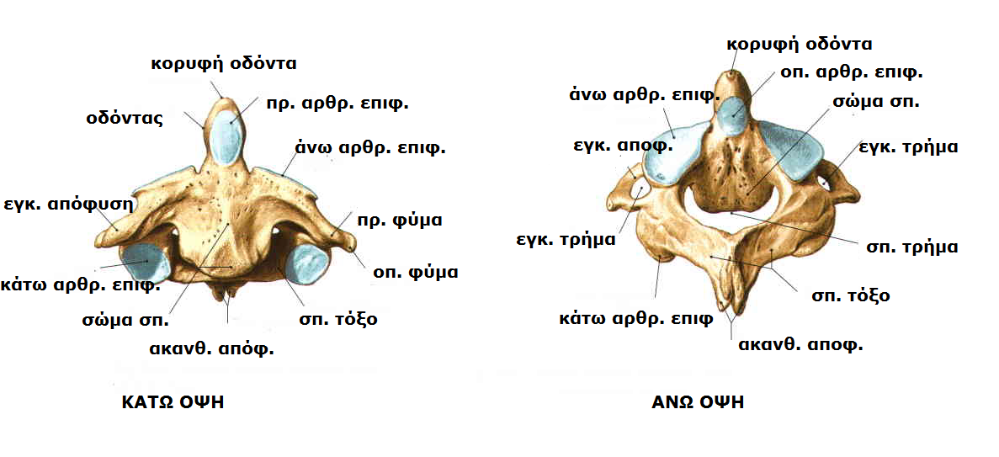 κορυφή οδόντα
πρ. αρθρ. επιφ.
οδόντας
άνω αρθρ. επιφ.
εγκ. απόφυση
πρ. φύμα
οπ. φύμα
κάτω αρθρ. επιφ.
σώμα σπ.
σπ. τόξο
ακανθ. απόφ.
ΚΑΤΩ ΟΨΗ
κορυφή οδόντα
οπ. αρθρ. επιφ.
άνω αρθρ. επιφ.
σώμα σπ.
εγκ. αποφ.
εγκ. τρήμα
εγκ. τρήμα
σπ. τρήμα
σπ. τόξο
κάτω αρθρ. επιφ
ακανθ. αποφ.
ΑΝΩ ΟΨΗ